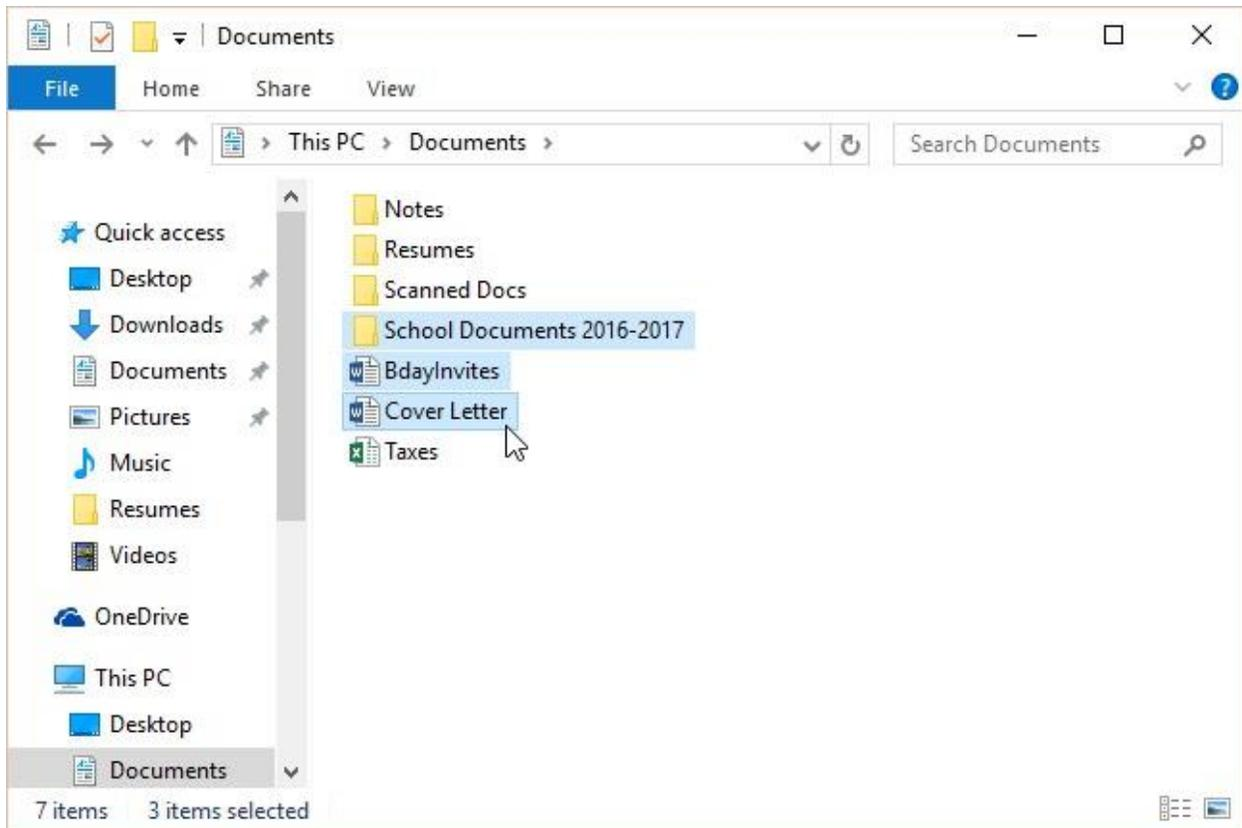 Documents
File Home Share View
This PC Documents
Search Documents
Quick access
Desktop
Downloads
Documents
Pictures
Music
Resumes
Videos
OneDrive
This PC
Desktop
Documents
Notes
Resumes
Scanned Docs
School Documents 2016-2017
BdayInvites
Cover Letter
Taxes
7 items 3 items selected